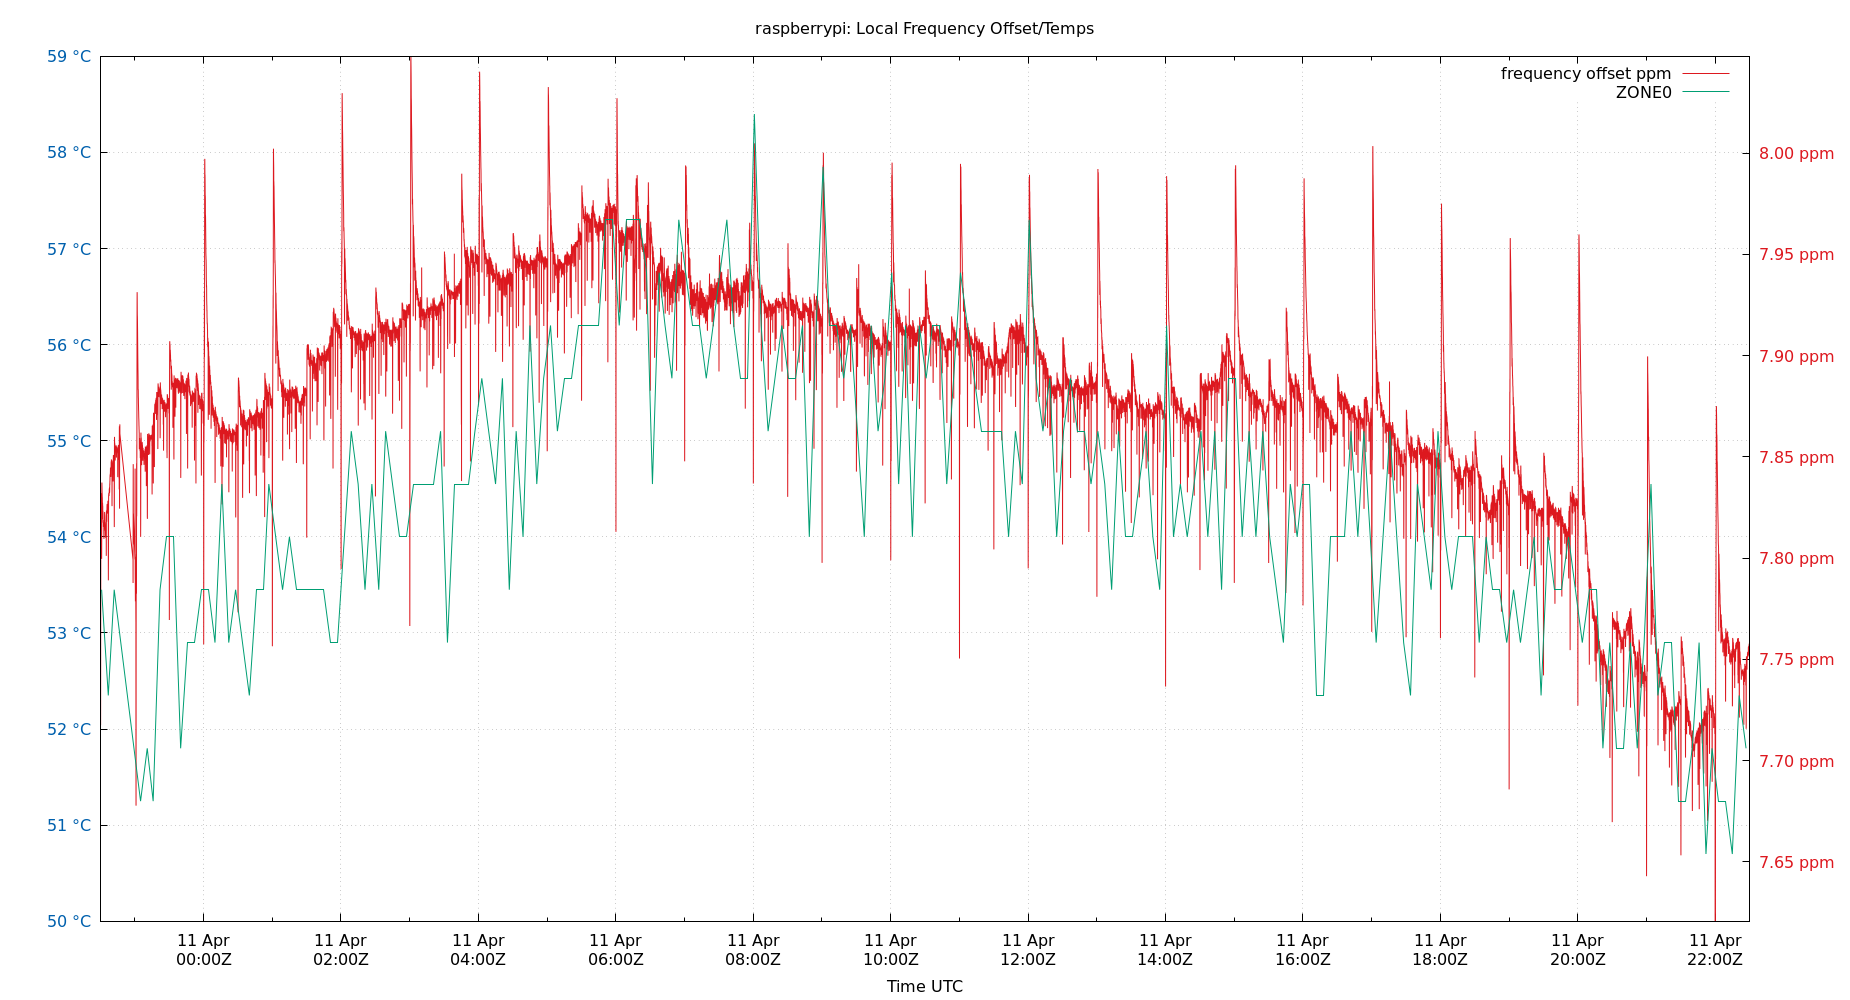 raspberrypi: Local Frequency Offset/Temps
frequency offset ppm
ZONE0
59 °C
58 °C
57 °C
56 °C
55 °C
54 °C
53 °C
52 °C
51 °C
50 °C
8.00 ppm
7.95 ppm
7.90 ppm
7.85 ppm
7.80 ppm
7.75 ppm
7.70 ppm
7.65 ppm
11 Apr
00:00Z
11 Apr
02:00Z
11 Apr
04:00Z
11 Apr
06:00Z
11 Apr
08:00Z
11 Apr
10:00Z
11 Apr
12:00Z
11 Apr
14:00Z
11 Apr
16:00Z
11 Apr
18:00Z
11 Apr
20:00Z
11 Apr
22:00Z
Time UTC